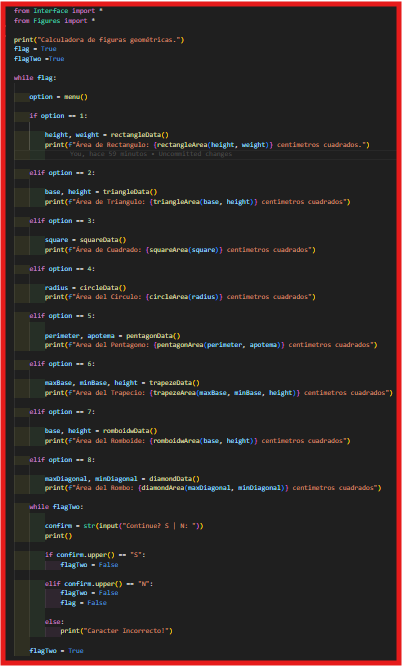 from Interface import *
from Figures import *
print("Calculadora de figuras geométricas.")
flag = True
flagTwo =True
while flag:
option = menu()
if option == 1:
height, weight = rectangleData()
print(f"Área de Rectangulo: {rectangleArea(height, weight)} centimetros cuadrados.")
You, hace 59 minutos • Uncommitted changes
elif option == 2:
base, height = triangleData()
print(f"Área de Triangulo: {triangleArea(base, height)} centimetros cuadrados")
elif option == 3:
square = squareData()
print(f"Área de Cuadrado: {squareArea(square)} centimetros cuadrados")
elif option == 4:
radius = circleData()
print(f"Área del Circulo: {circleArea(radius)} centimetros cuadrados")
elif option == 5:
perimeter, apotema = pentagonData()
print(f"Área del Pentagono: {pentagonArea(perimeter, apotema)} centimetros cuadrados")
elif option == 6:
maxBase, minBase, height = trapezeData()
print(f"Área del Trapecio: {trapezeArea(maxBase, minBase, height)} centimetros cuadrados")
elif option == 7:
base, height = romboidwData()
print(f"Área del Romboide: {romboidwArea(base, height)} centimetros cuadrados")
elif option == 8:
maxDiagonal, minDiagonal = diamondData()
print(f"Área del Rombo: {diamondArea(maxDiagonal, minDiagonal)} centimetros cuadrados")
while flagTwo:
confirm = str(input("Continue? S | N: "))
print()
if confirm.upper() == "S":
flagTwo = False
elif confirm.upper() == "N":
flagTwo = False
flag = False
else:
print("Caracter Incorrecto!")
flagTwo = True